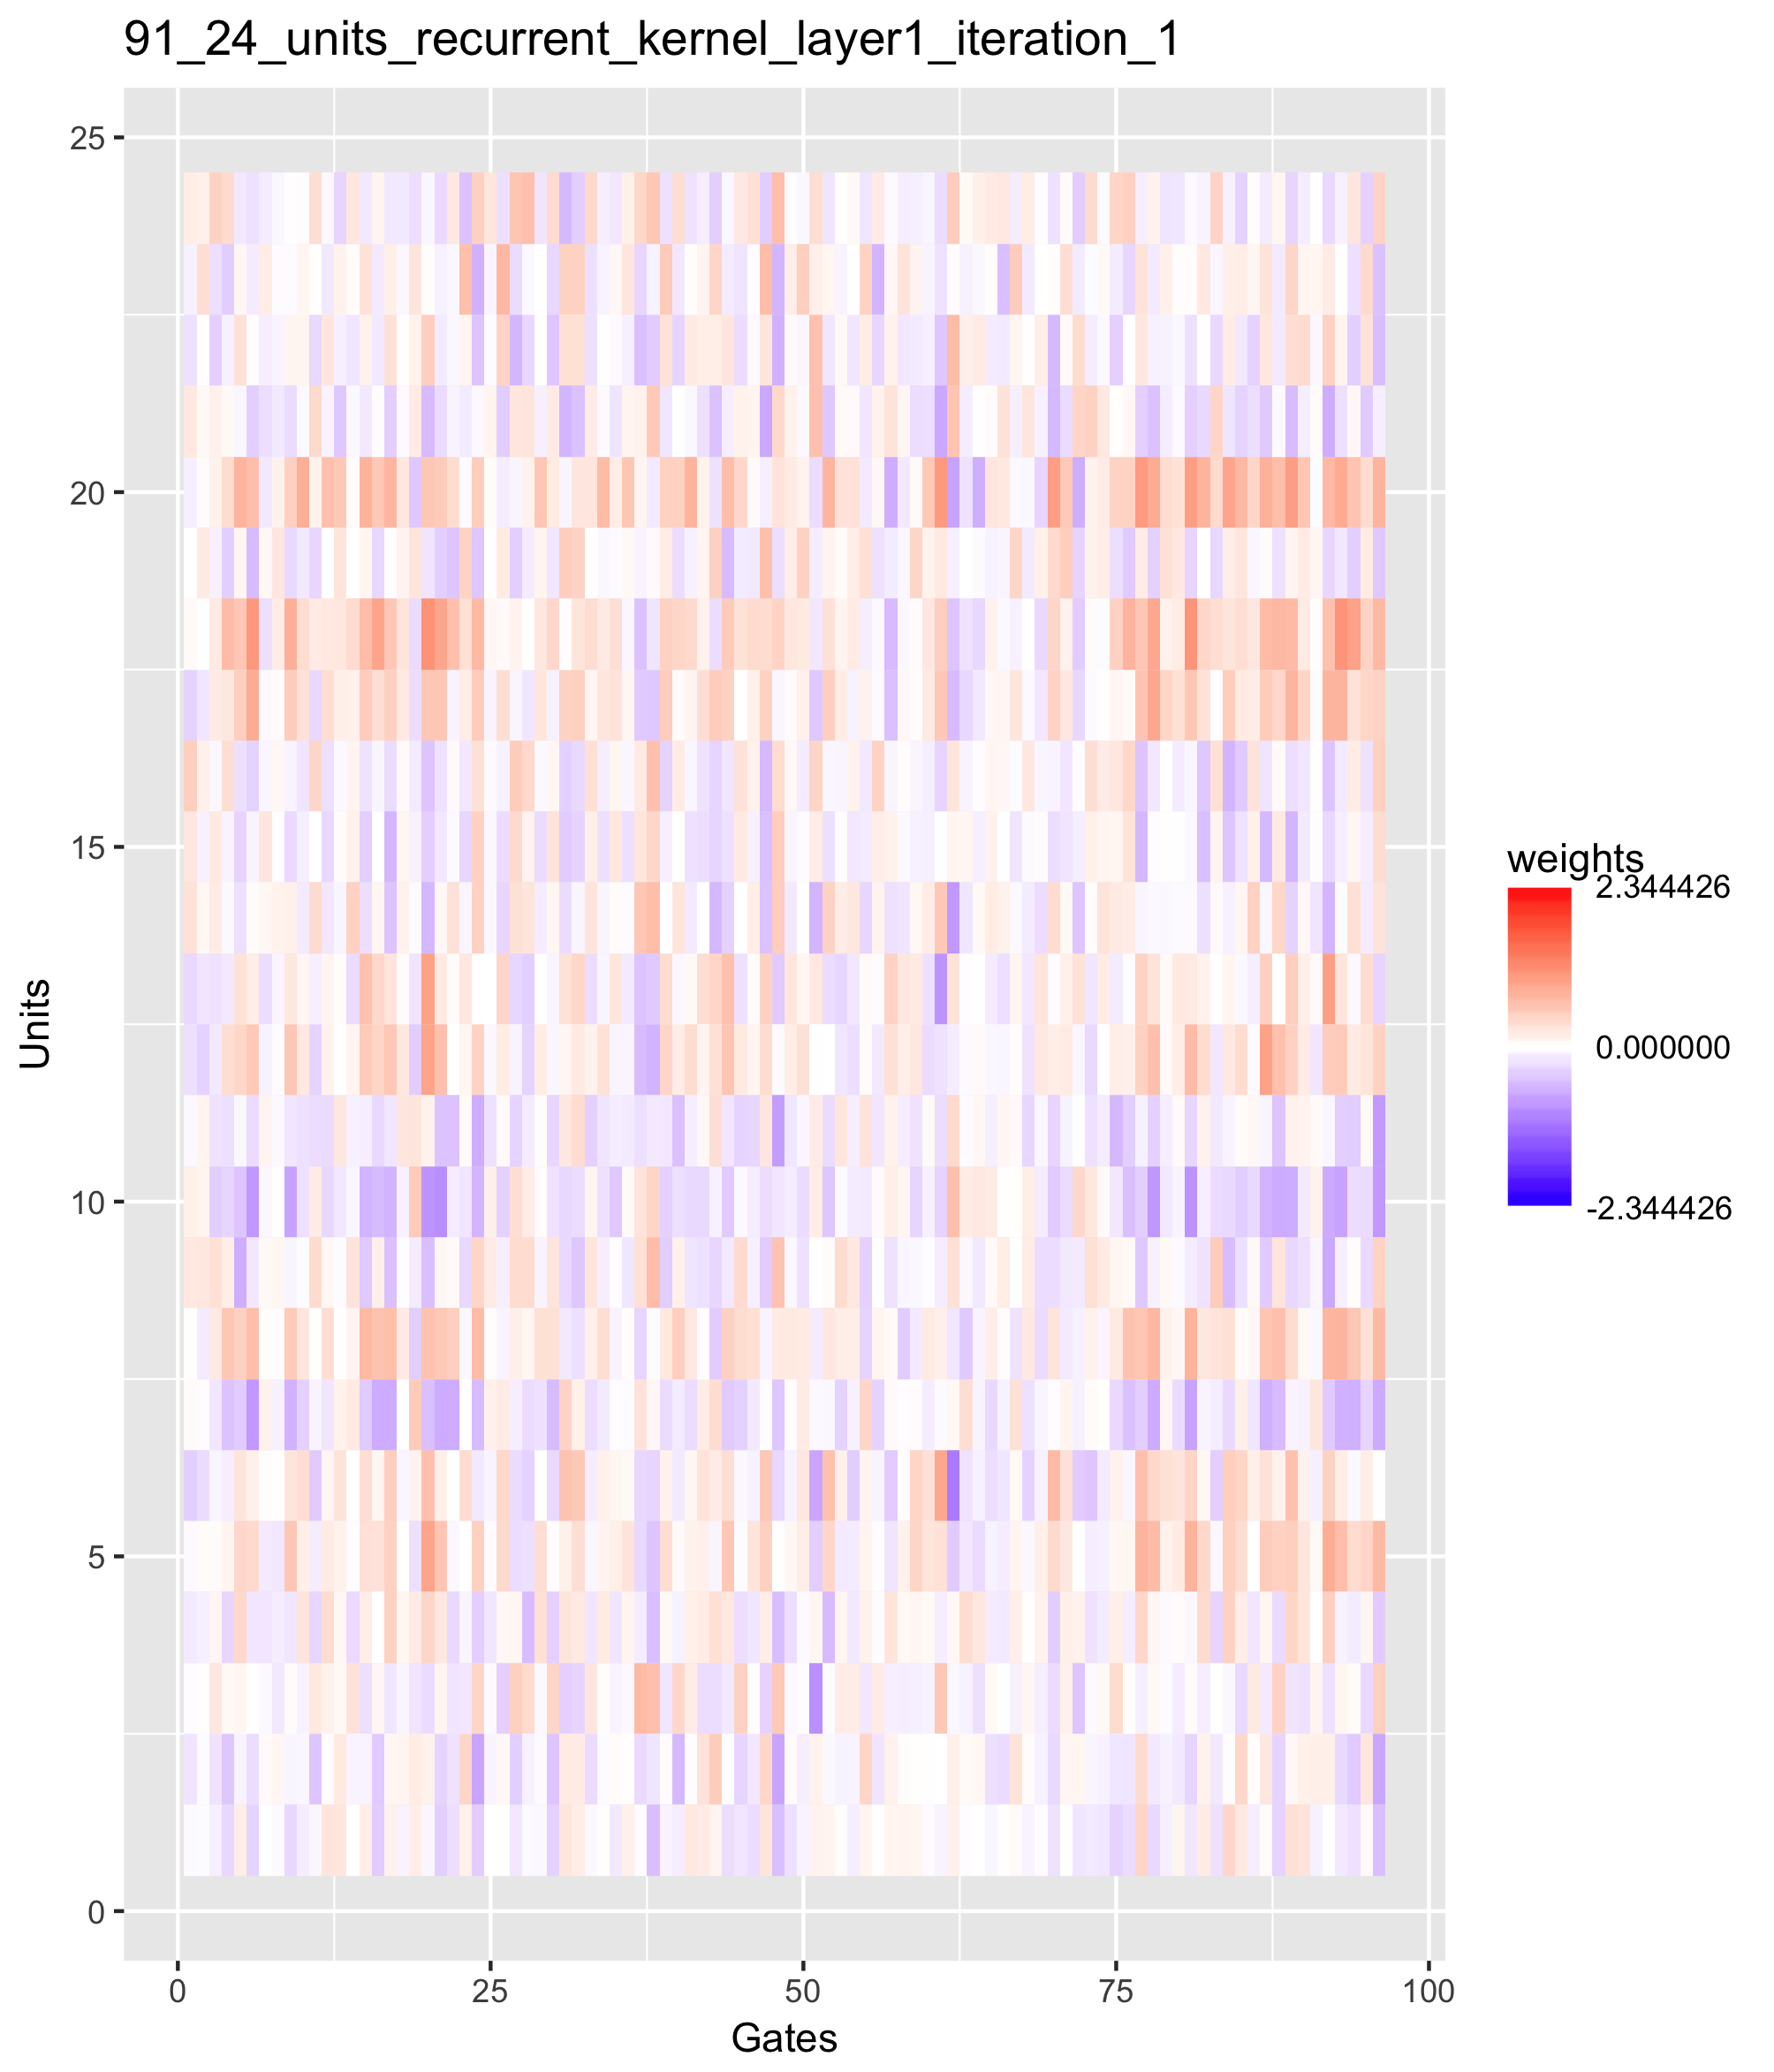 91_24_units_recurrent_kernel_layer1_iteration_1
25
20
15
10
5
0
Units
0 25 50 75 100
Gates
weights
2.344426
0.000000
-2.344426